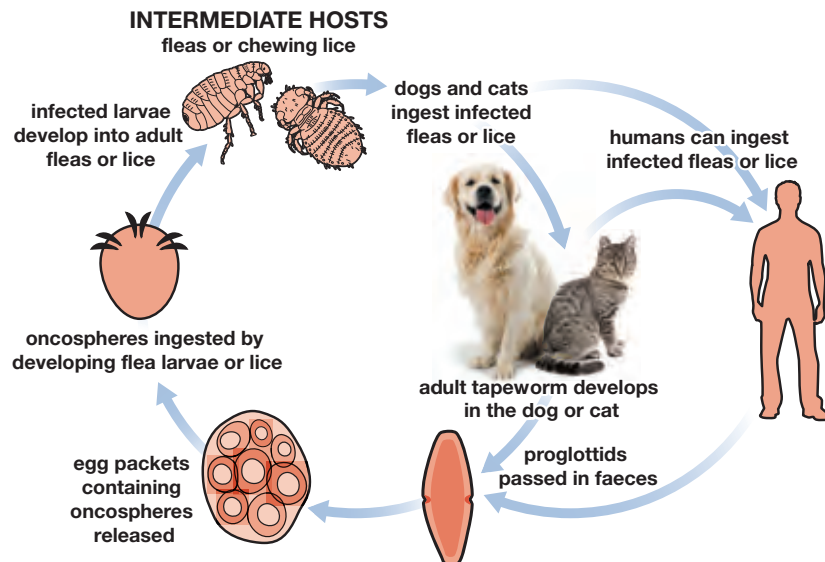 INTERMEDIATE HOSTS
fleas or chewing lice
dogs and cats
ingest infected
fleas or lice
humans can ingest
infected fleas or lice
infected larvae
develop into adult
fleas or lice
oncospheres ingested by
developing flea larvae or lice
adult tapeworm develops
in the dog or cat
proglottids
passed in faeces
egg packets
containing
oncospheres
released